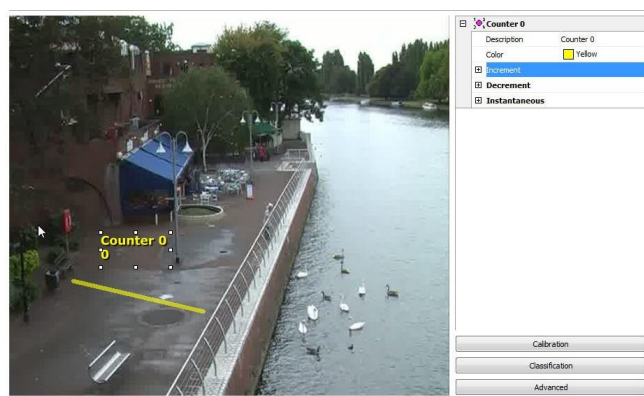 Counter 0
Description Counter 0
Color Yellow
Increment
Decrement
Instantaneous
Counter 0
0
Calibration
Classification
Advanced